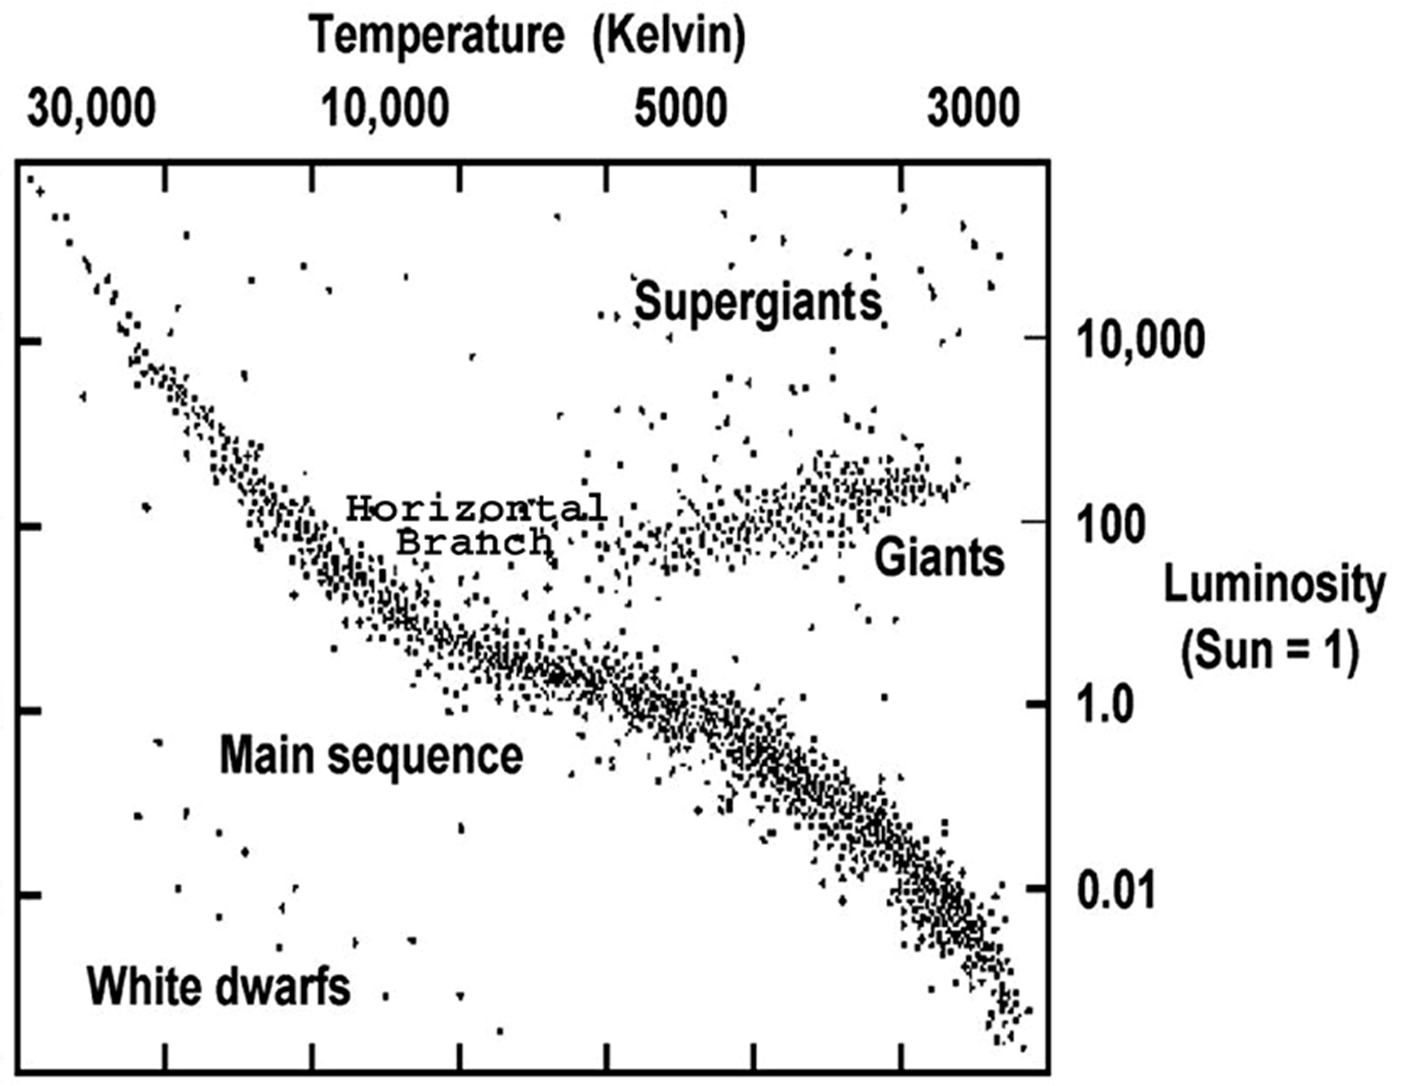 Temperature (Kelvin)
30,000 10,000 5000 3000
Supergiants
10,000
Horizontal
Branch
100
Giants
Luminosity
(Sun = 1)
1.0
Main sequence
0.01
White dwarfs